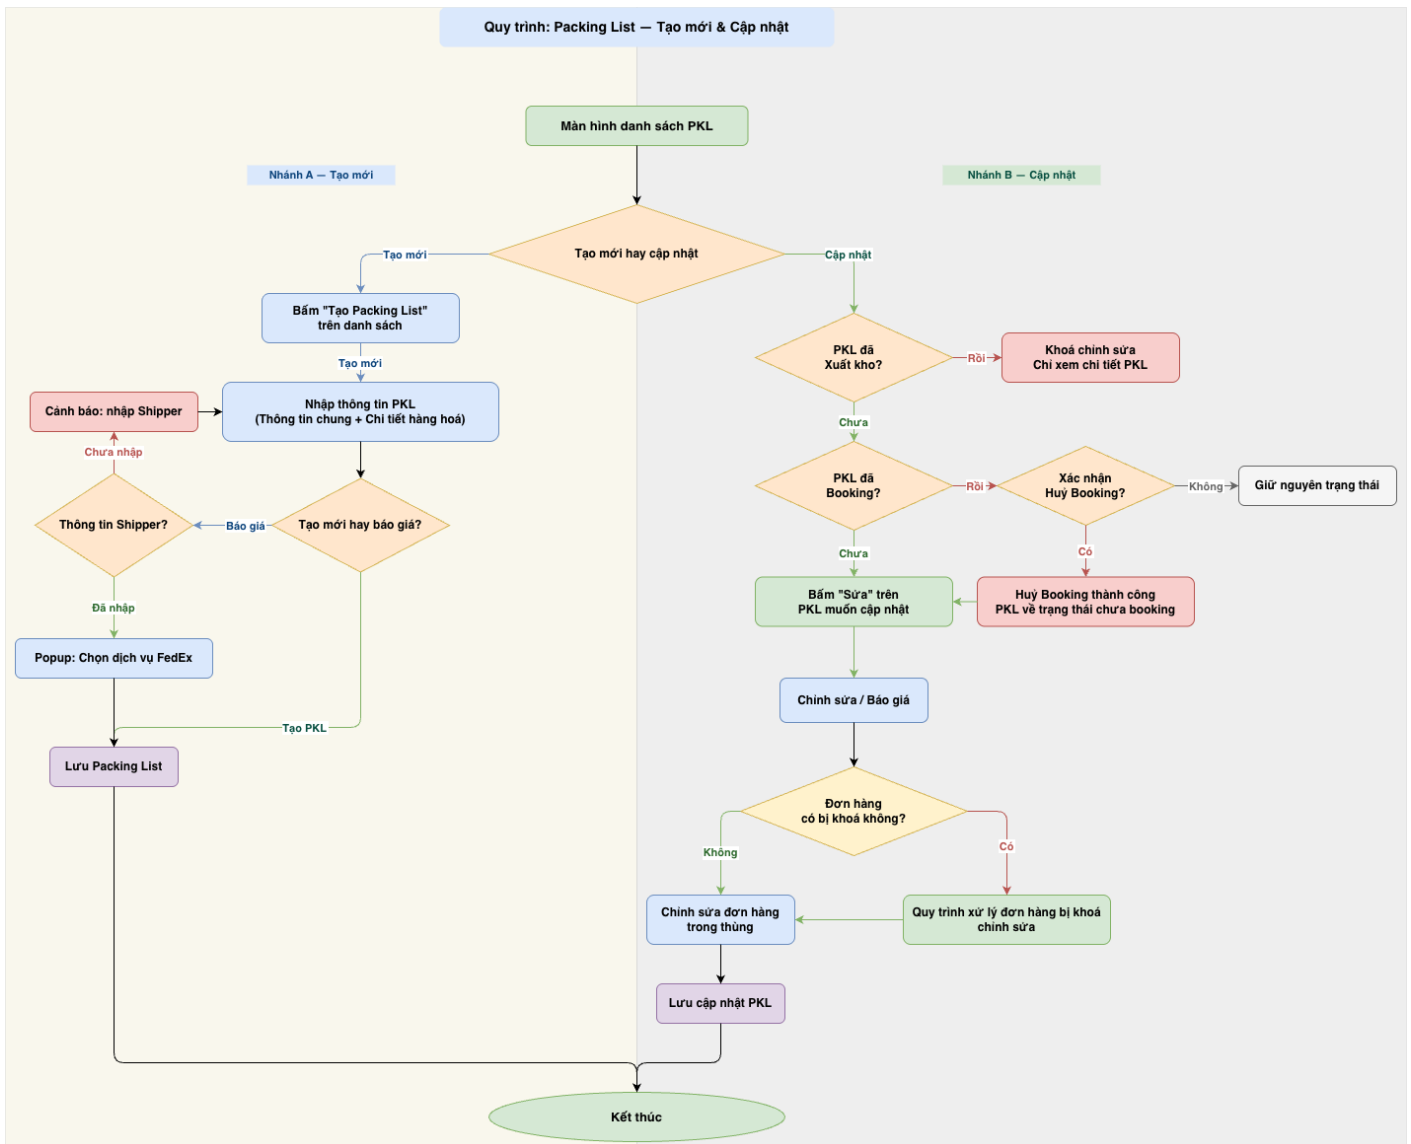 Quy trình: Packing List — Tạo mới & Cập nhật
Màn hình danh sách PKL
Nhánh A — Tạo mới
Nhánh B — Cập nhật
Tạo mới hay cập nhật
Tạo mới
Cập nhật
Bấm "Tạo Packing List"
trên danh sách
Tạo mới
PKL đã
Xuất kho?
Rồi
Khoá chỉnh sửa
Chỉ xem chi tiết PKL
Cảnh báo: nhập Shipper
Nhập thông tin PKL
(Thông tin chung + Chi tiết hàng hoá)
Chưa
Chưa nhập
PKL đã
Booking?
Rồi
Xác nhận
Huỷ Booking?
Không
Giữ nguyên trạng thái
Thông tin Shipper?
Báo giá
Tạo mới hay báo giá?
Chưa
Có
Đã nhập
Bấm "Sửa" trên
PKL muốn cập nhật
Huỷ Booking thành công
PKL về trạng thái chưa booking
Popup: Chọn dịch vụ FedEx
Chỉnh sửa / Báo giá
Tạo PKL
Lưu Packing List
Đơn hàng
có bị khoá không?
Không
Có
Chỉnh sửa đơn hàng
trong thùng
Quy trình xử lý đơn hàng bị khoá
chỉnh sửa
Lưu cập nhật PKL
Kết thúc